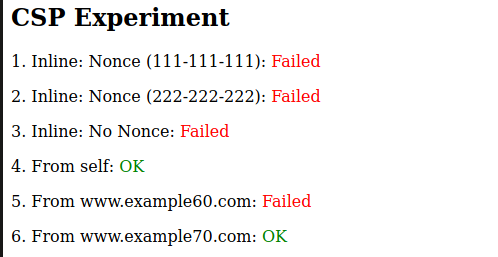 CSP Experiment
1. Inline: Nonce (111-111-111): Failed
2. Inline: Nonce (222-222-222): Failed
3. Inline: No Nonce: Failed
4. From self: OK
5. From www.example60.com: Failed
6. From www.example70.com: OK